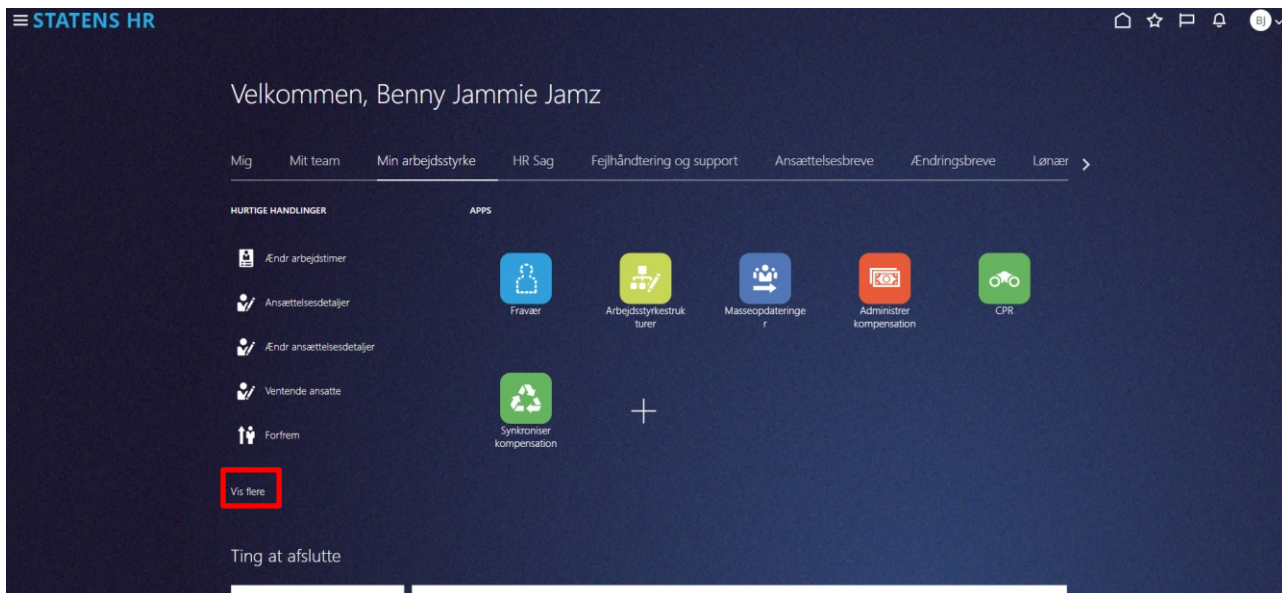 STATENS HR
BJ
Velkommen, Benny Jammie Jamz
Mig Mit team Min arbejdsstyrke HR Sag Fejlhåndtering og support Ansættelsesbreve Ændringsbreve Lønær
HURTIGE HANDLINGER
APPS
Ændr arbejdstimer
Ansættelsesdetaljer
Ændr ansættelsesdetaljer
Ventende ansatte
Forfrem
Vis flere
Fravær
Arbejdsstyrkestruk
turer
Masseopdateringe
r
Administrer
kompensation
CPR
Synkroniser
kompensation
Ting at afslutte